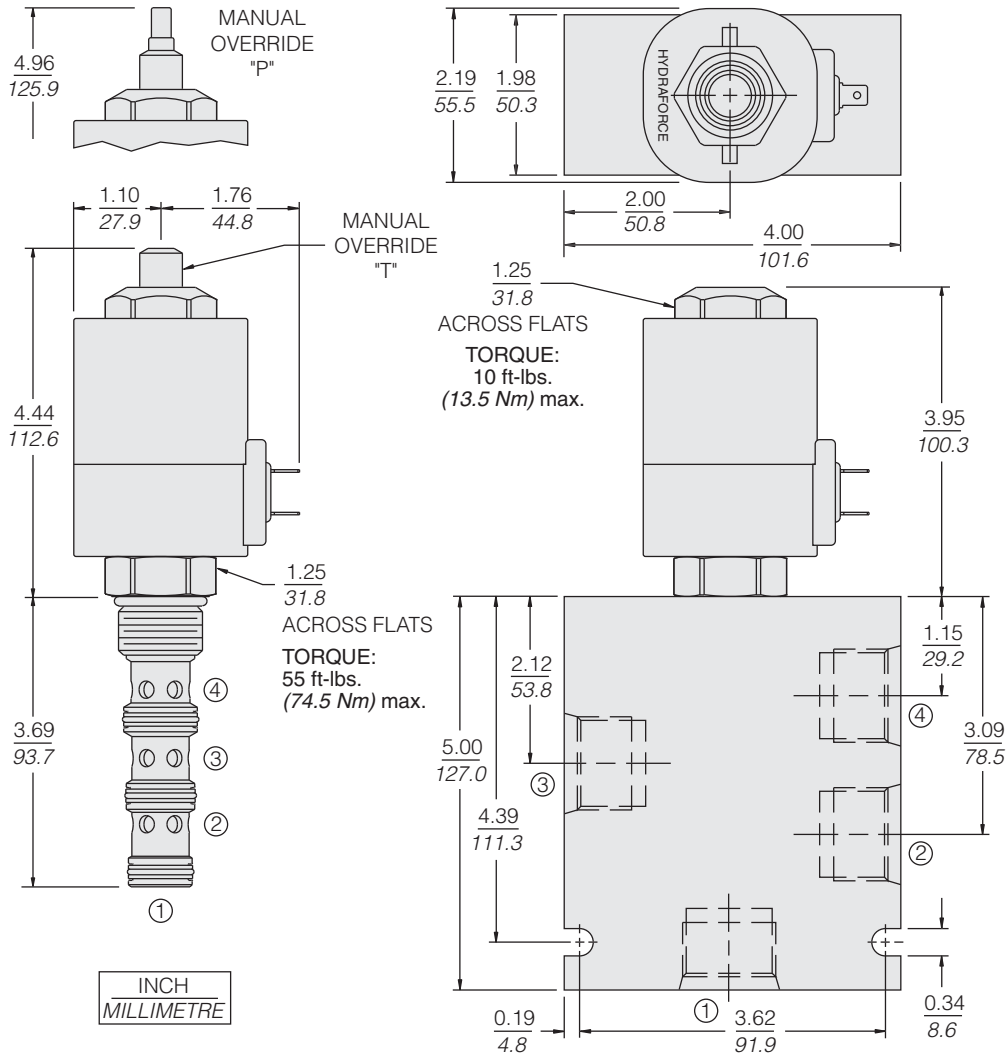 MANUAL
OVERRIDE
"P"
4.96
125.9
2.19
55.5
1.98
50.3
HYDRAFORCE
2.00
50.8
4.00
101.6
1.10
27.9
1.76
44.8
MANUAL
OVERRIDE
"T"
1.25
31.8
ACROSS FLATS
TORQUE:
10 ft-lbs.
(13.5 Nm) max.
4.44
112.6
3.95
100.3
1.25
31.8
ACROSS FLATS
TORQUE:
55 ft-lbs.
(74.5 Nm) max.
4
3
2
1
3.69
93.7
2.12
53.8
5.00
127.0
4.39
111.3
1.15
29.2
3.09
78.5
4
3
2
1
0.19
4.8
3.62
91.9
0.34
8.6
INCH
MILLIMETRE